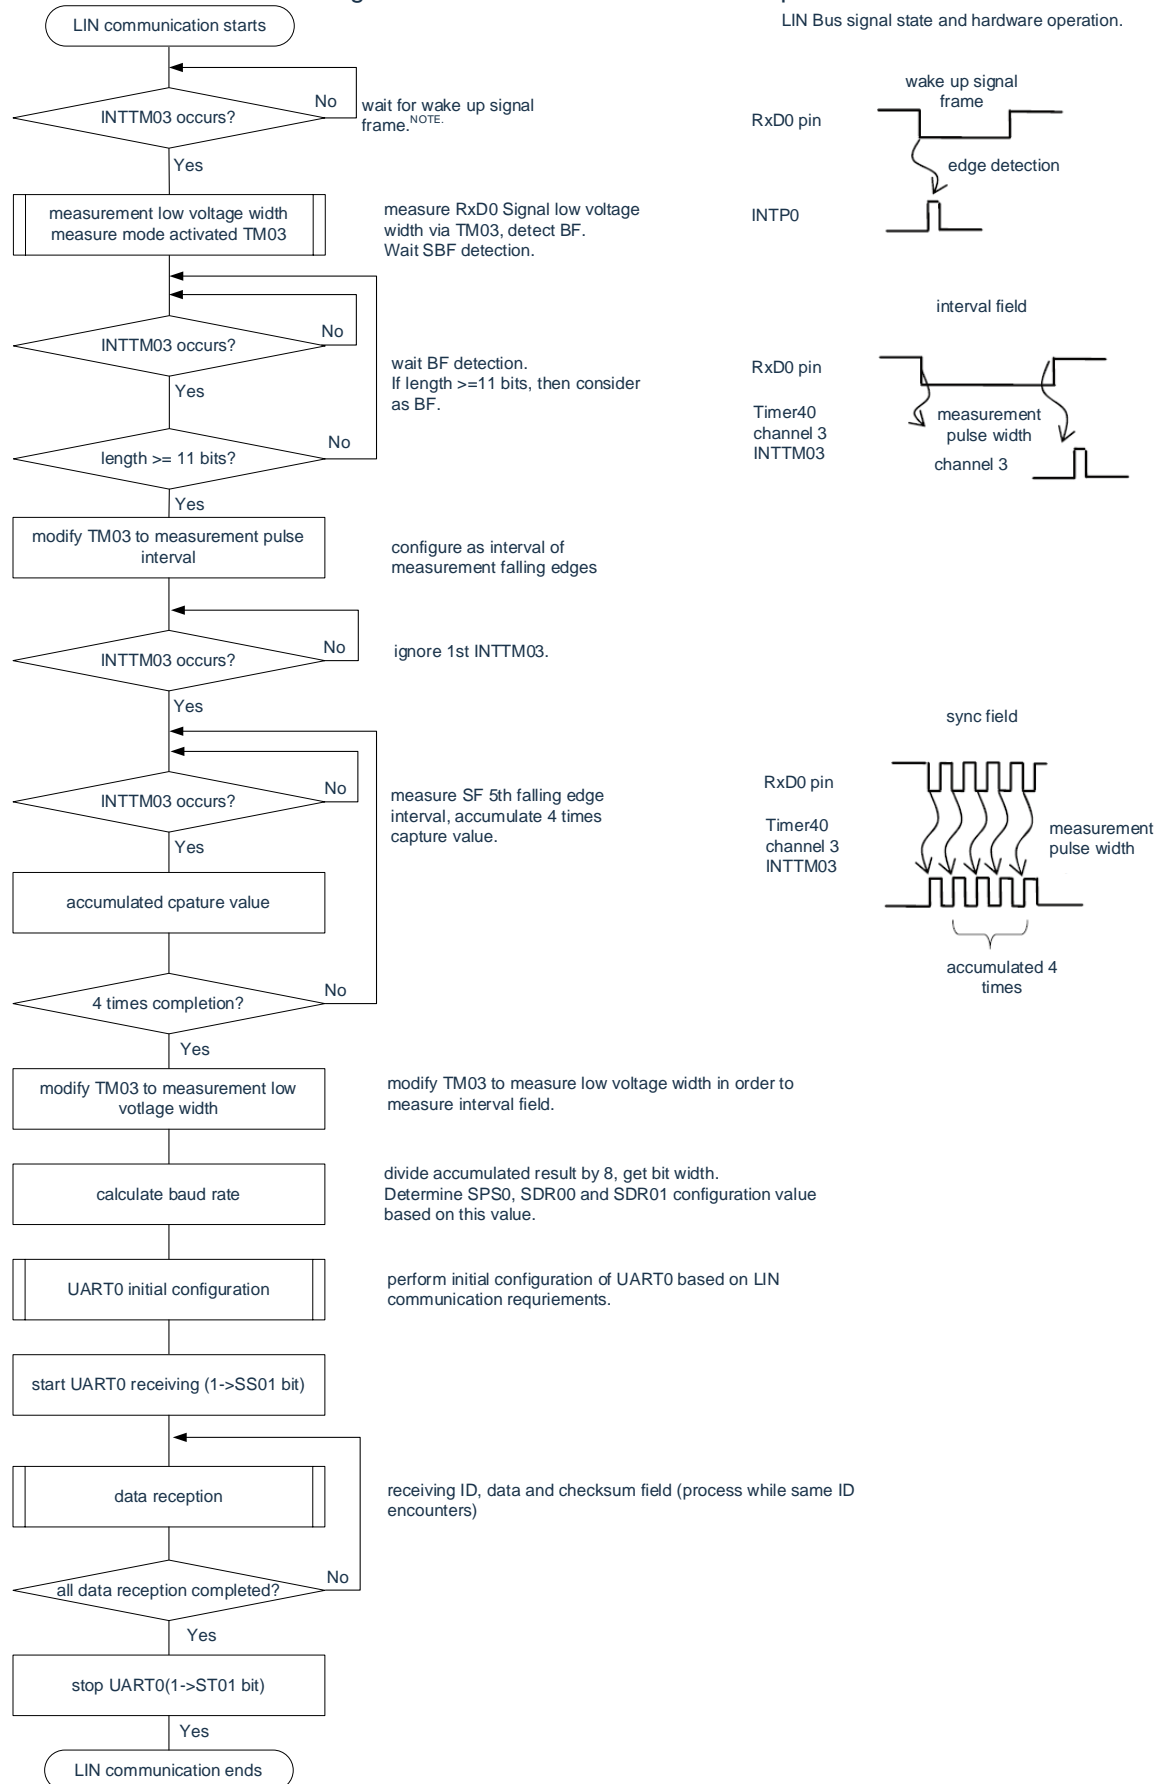 LIN communication starts
LIN Bus signal state and hardware operation.
INTTM03 occurs?
No
wait for wake up signal
frame.NOTE.
Yes
wake up signal
frame
RxD0 pin
edge detection
INTP0
measurement low voltage width
measure mode activated TM03
measure RxD0 Signal low voltage
width via TM03, detect BF.
Wait SBF detection.
INTTM03 occurs?
No
Yes
wait BF detection.
If length >=11 bits, then consider
as BF.
length >= 11 bits?
No
Yes
interval field
RxD0 pin
Timer40
channel 3
INTTM03
measurement
pulse width
channel 3
modify TM03 to measurement pulse
interval
configure as interval of
measurement falling edges
INTTM03 occurs?
No
ignore 1st INTTM03.
Yes
INTTM03 occurs?
No
Yes
measure SF 5th falling edge
interval, accumulate 4 times
capture value.
sync field
RxD0 pin
Timer40
channel 3
INTTM03
measurement
pulse width
accumulated 4
times
accumulated cpature value
4 times completion?
No
Yes
modify TM03 to measurement low
votlage width
modify TM03 to measure low voltage width in order to
measure interval field.
calculate baud rate
divide accumulated result by 8, get bit width.
Determine SPS0, SDR00 and SDR01 configuration value
based on this value.
UART0 initial configuration
perform initial configuration of UART0 based on LIN
communication requriements.
start UART0 receiving (1->SS01 bit)
data reception
receiving ID, data and checksum field (process while same ID
encounters)
all data reception completed?
No
Yes
stop UART0(1->ST01 bit)
Yes
LIN communication ends